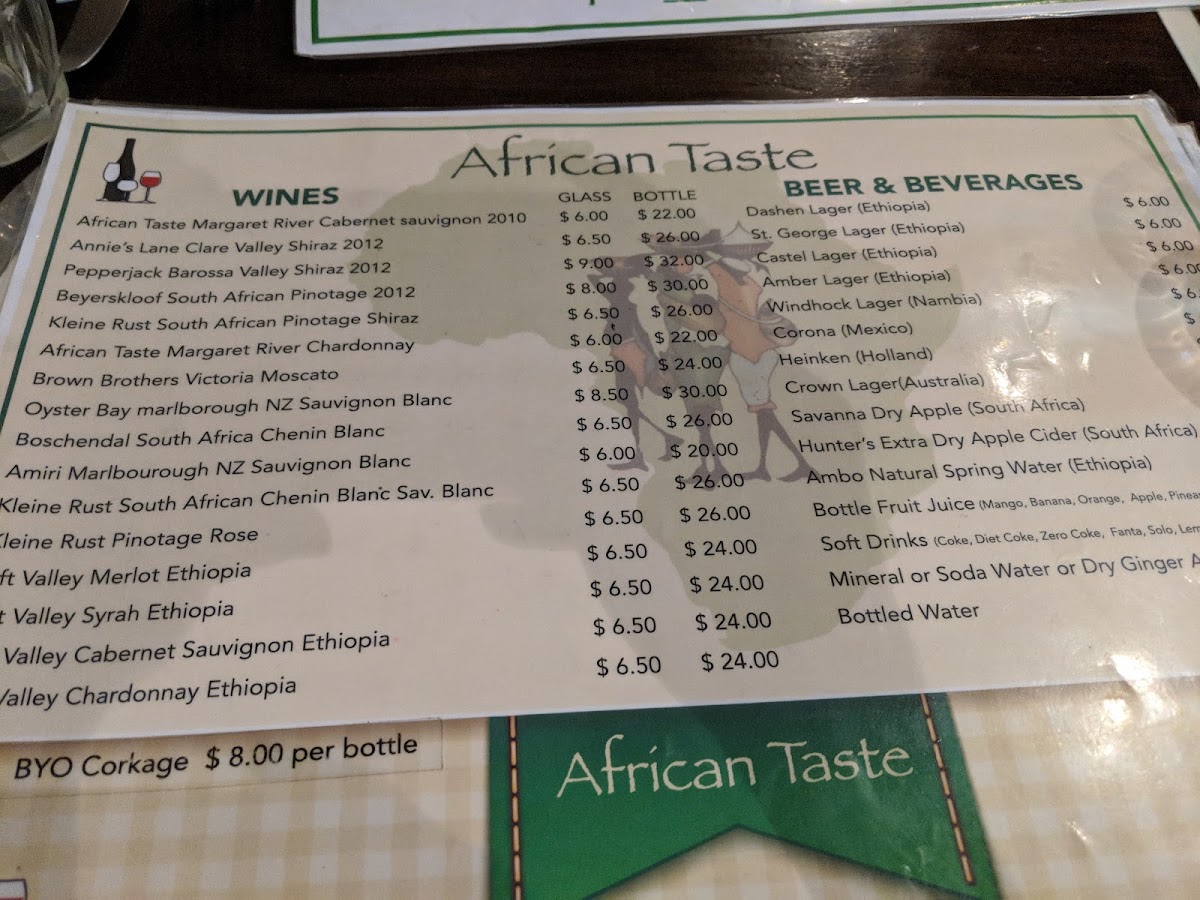 African Taste
WINES GLASS BOTTLE
African Taste Margaret River Cabernet sauvignon 2010 $ 6.00 $ 22.00
Annie's Lane Clare Valley Shiraz 2012 $ 6.50 $ 26.00
Pepperjack Barossa Valley Shiraz 2012 $ 9.00 $ 32.00
Beyerskloof South African Pinotage 2012 $ 8.00 $ 30.00
Kleine Rust South African Pinotage Shiraz $ 6.50 $ 26.00
African Taste Margaret River Chardonnay $ 6.00 $ 22.00
Brown Brothers Victoria Moscato $ 6.50 $ 24.00
Oyster Bay marlborough NZ Sauvignon Blanc $ 8.50 $ 30.00
Boschendal South Africa Chenin Blanc $ 6.50 $ 26.00
Amiri Marlbourough NZ Sauvignon Blanc $ 6.00 $ 20.00
Kleine Rust South African Chenin Blanc Sav. Blanc $ 6.50 $ 26.00
Kleine Rust Pinotage Rose $ 6.50 $ 26.00
ft Valley Merlot Ethiopia $ 6.50 $ 24.00
t Valley Syrah Ethiopia $ 6.50 $ 24.00
Valley Cabernet Sauvignon Ethiopia $ 6.50 $ 24.00
Valley Chardonnay Ethiopia $ 6.50 $ 24.00
BEER & BEVERAGES
Dashen Lager (Ethiopia) $ 6.00
St. George Lager (Ethiopia) $ 6.00
Castel Lager (Ethiopia) $ 6.00
Amber Lager (Ethiopia) $ 6.00
Windhock Lager (Nambia) $ 6.
Corona (Mexico) $
Heinken (Holland)
Crown Lager(Australia)
Savanna Dry Apple (South Africa)
Hunter's Extra Dry Apple Cider (South Africa)
Ambo Natural Spring Water (Ethiopia)
Bottle Fruit Juice (Mango, Banana, Orange, Apple, Pinea
Soft Drinks (Coke, Diet Coke, Zero Coke, Fanta, Solo, Lem
Mineral or Soda Water or Dry Ginger A
Bottled Water
BYO Corkage $ 8.00 per bottle
African Taste